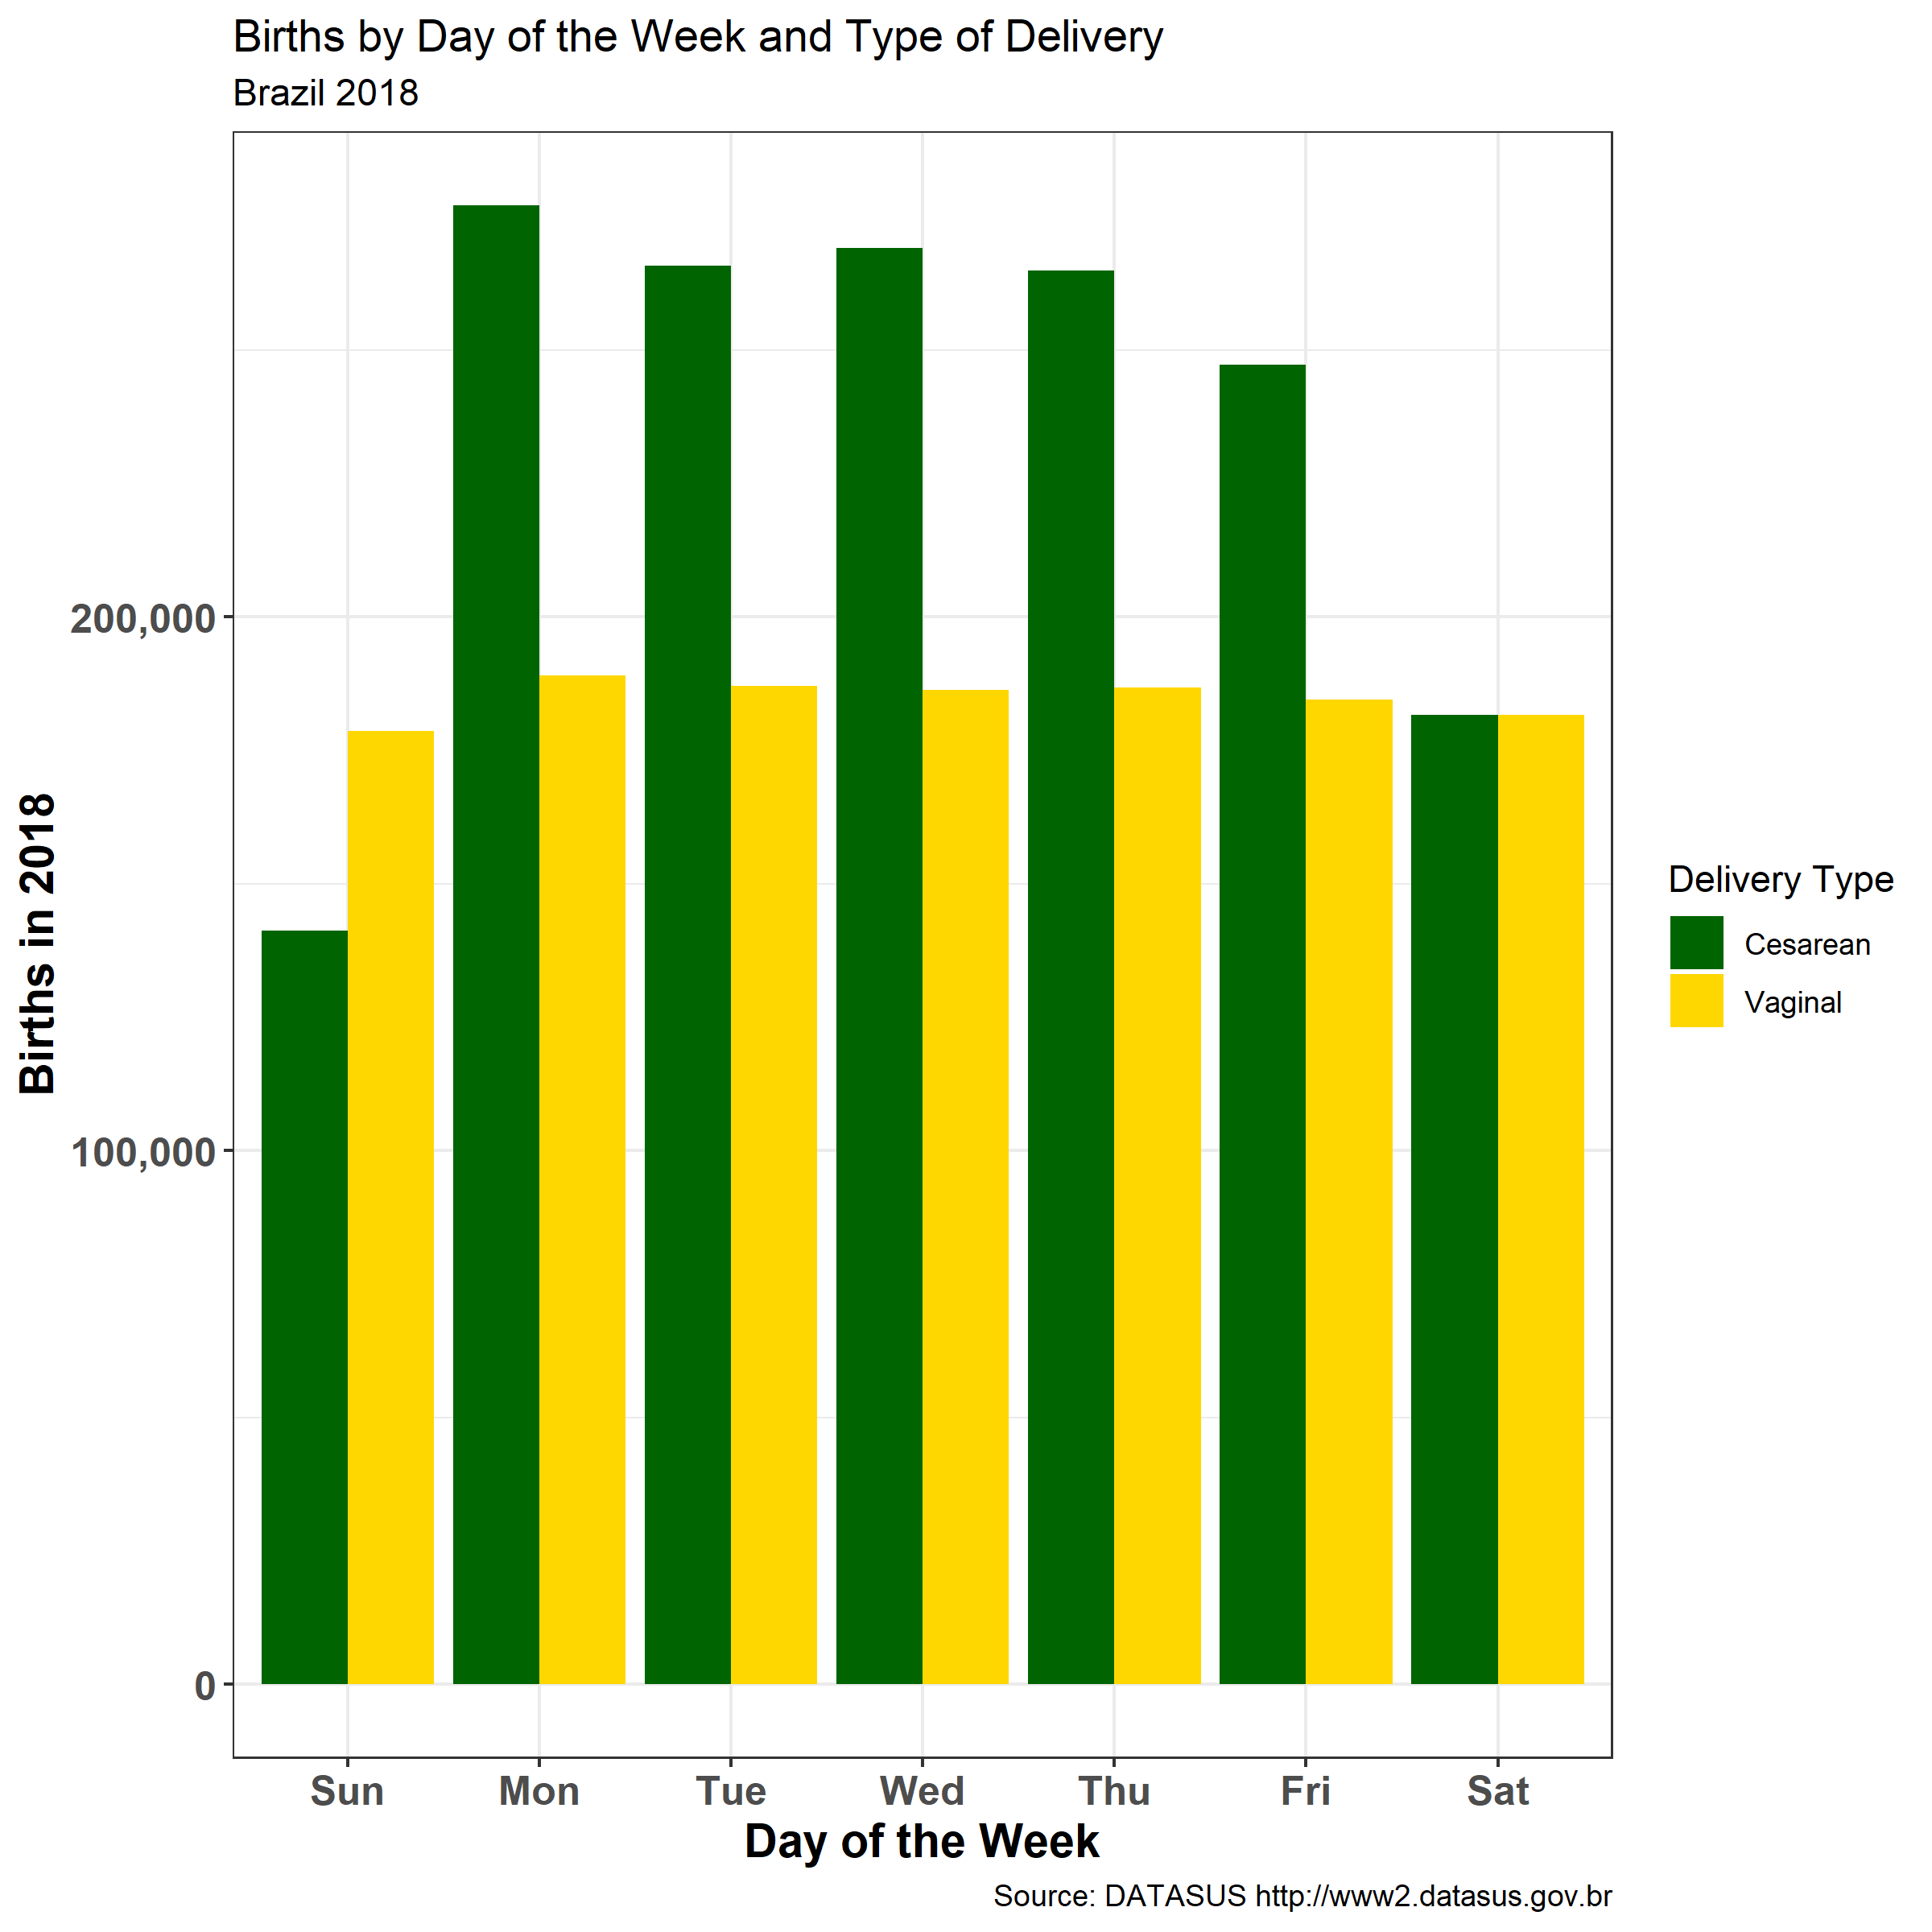 Births by Day of the Week and Type of Delivery
Brazil 2018
Births in 2018
200,000
100,000
0
Sun Mon Tue Wed Thu Fri Sat
Day of the Week
Delivery Type
Cesarean
Vaginal
Source: DATASUS http://www2.datasus.gov.br